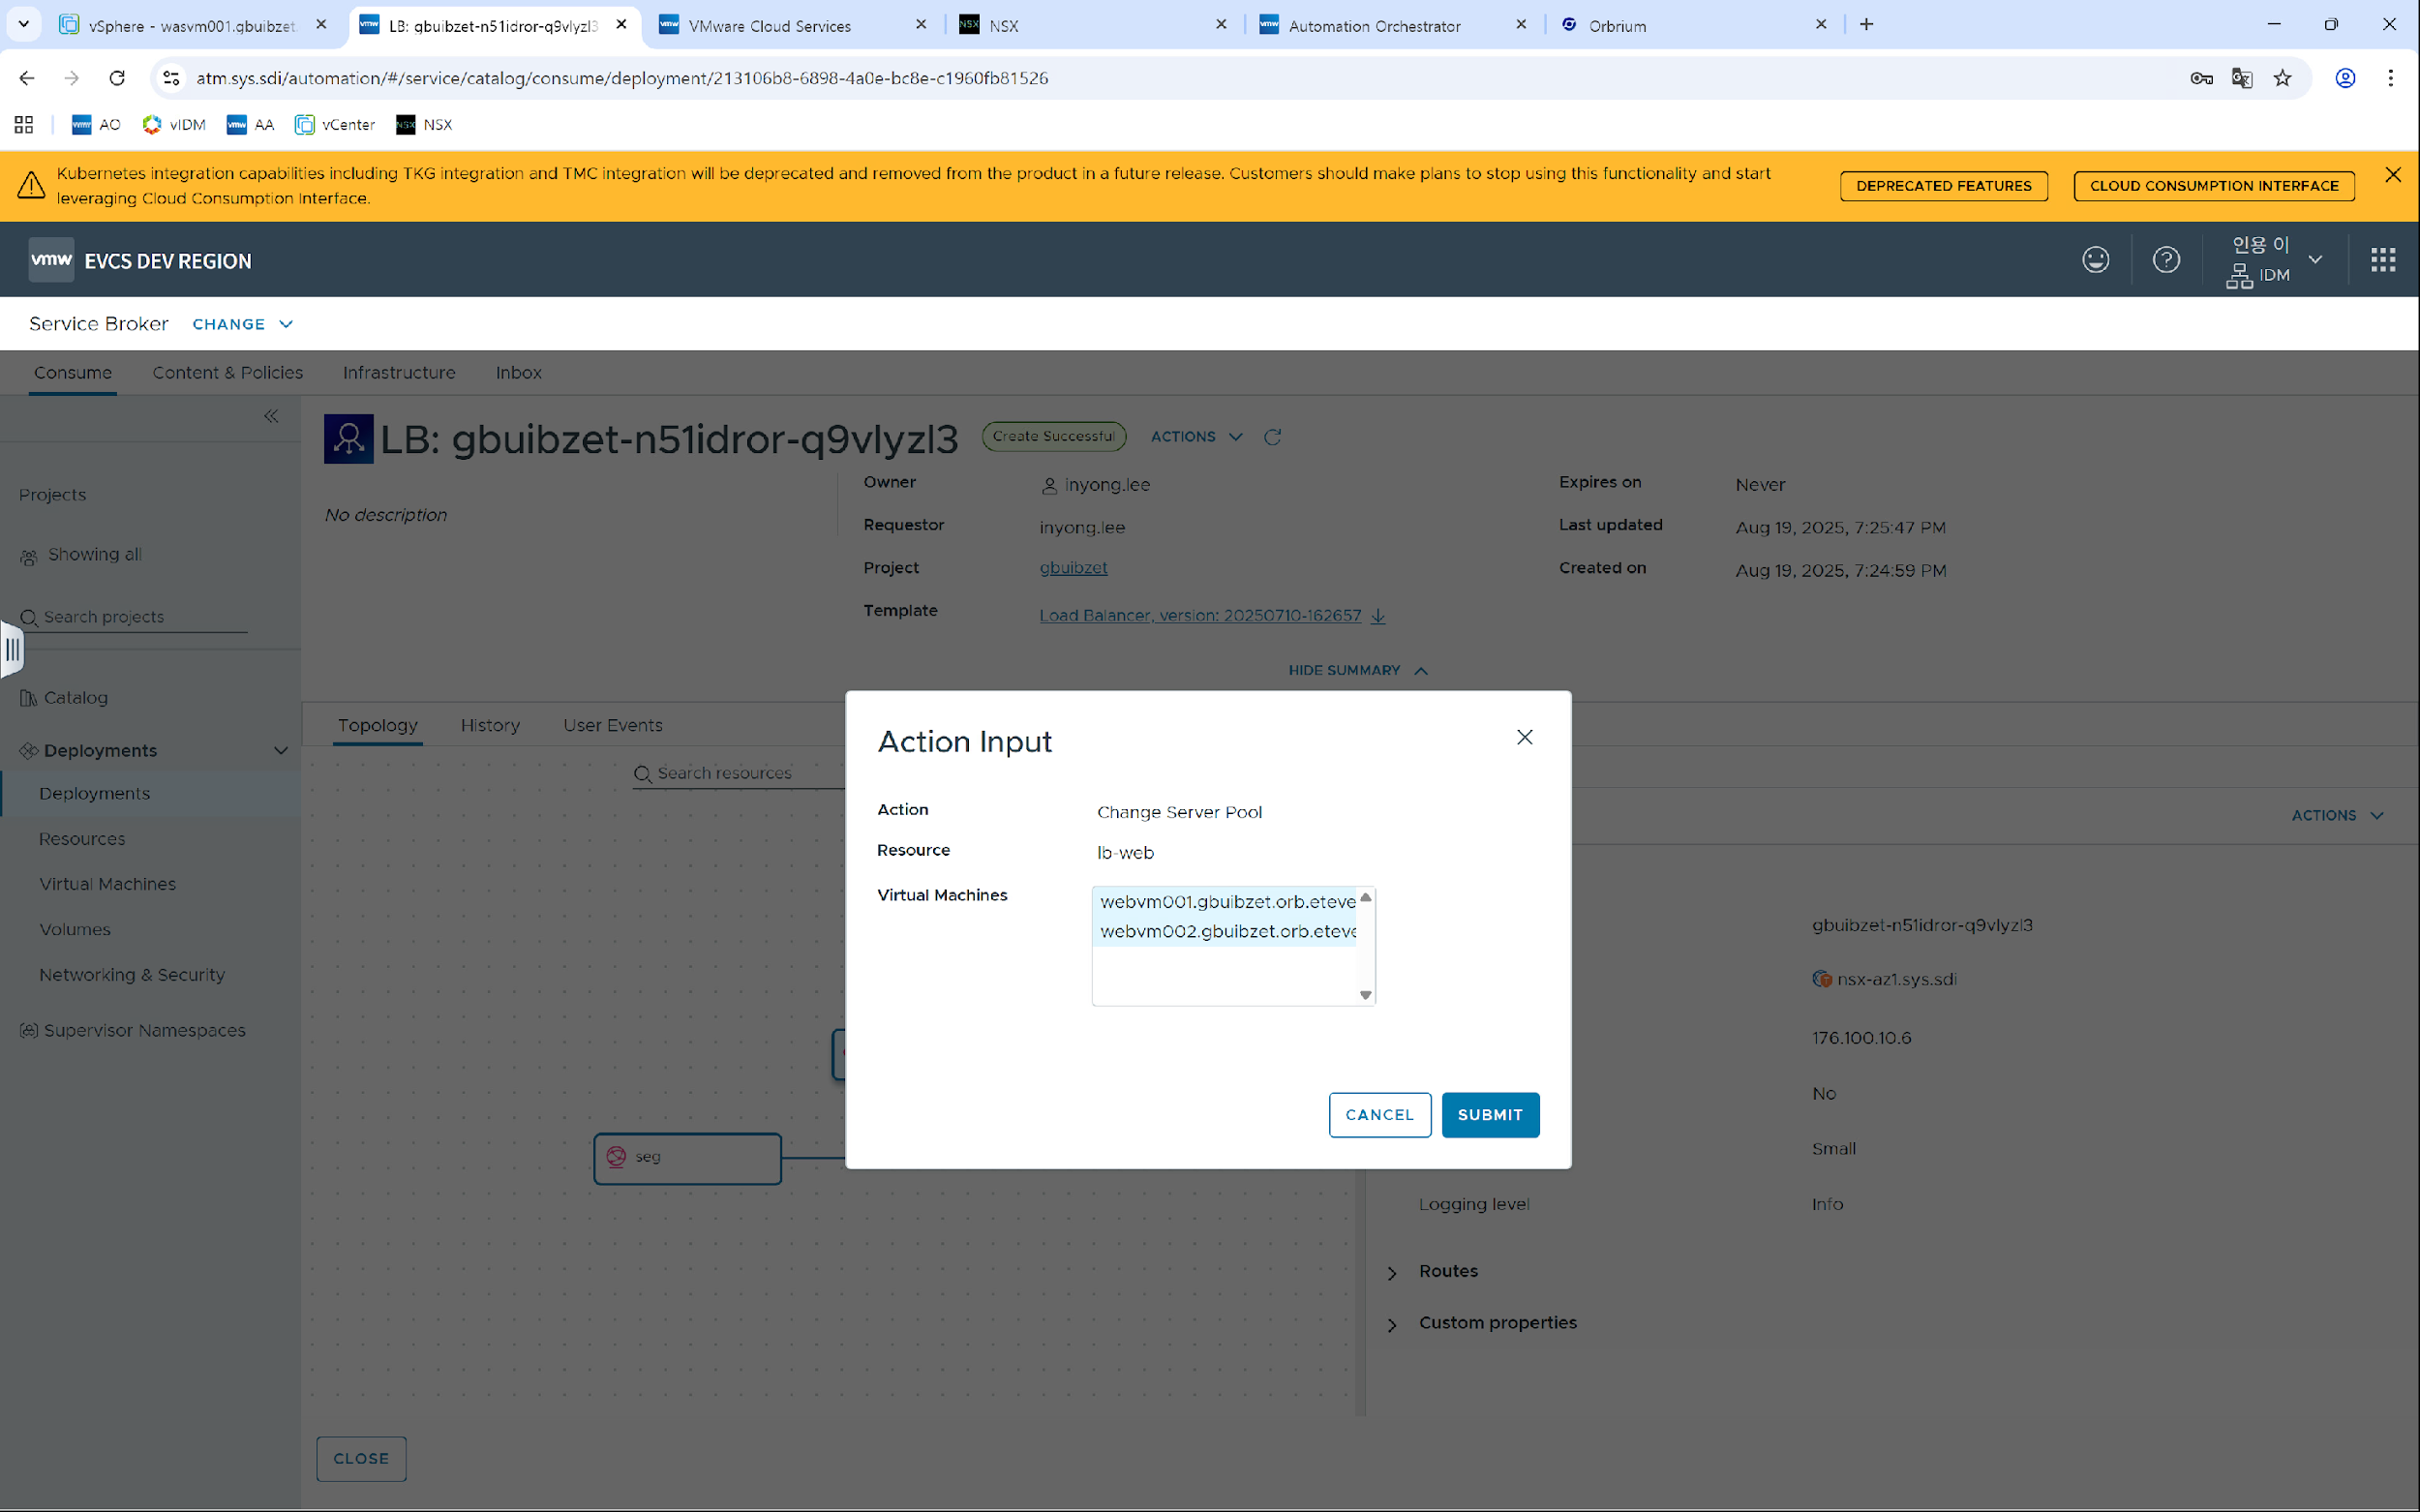 vSphere - wasvm001.gbuibzet.
LB: gbuibzet-n51idror-q9vlyzl3
VMware Cloud Services
NSX
Automation Orchestrator
Orbrium
atm.sys.sdi/automation/#/service/catalog/consume/deployment/213106b8-6898-4a0e-bc8e-c1960fb81526
AO
vIDM
AA
vCenter
NSX
Kubernetes integration capabilities including TKG integration and TMC integration will be deprecated and removed from the product in a future release. Customers should make plans to stop using this functionality and start
leveraging Cloud Consumption Interface.
DEPRECATED FEATURES
CLOUD CONSUMPTION INTERFACE
vmw
EVCS DEV REGION
인용 이
IDM
Service Broker
CHANGE
Consume
Content & Policies
Infrastructure
Inbox
LB: gbuibzet-n51idror-q9vlyzl3
Create Successful
ACTIONS
Projects
Showing all
Search projects
Catalog
Deployments
Deployments
Resources
Virtual Machines
Volumes
Networking & Security
Supervisor Namespaces
No description
Owner
inyong.lee
Requestor
inyong.lee
Project
gbuibzet
Template
Load Balancer, version: 20250710-162657
Expires on
Never
Last updated
Aug 19, 2025, 7:25:47 PM
Created on
Aug 19, 2025, 7:24:59 PM
HIDE SUMMARY
Topology
History
User Events
Search resources
seg
Action Input
Action
Change Server Pool
Resource
lb-web
Virtual Machines
webvm001.gbuibzet.orb.eteve
webvm002.gbuibzet.orb.eteve
CANCEL
SUBMIT
ACTIONS
gbuibzet-n51idror-q9vlyzl3
nsx-az1.sys.sdi
176.100.10.6
No
Small
Logging level
Info
Routes
Custom properties
CLOSE